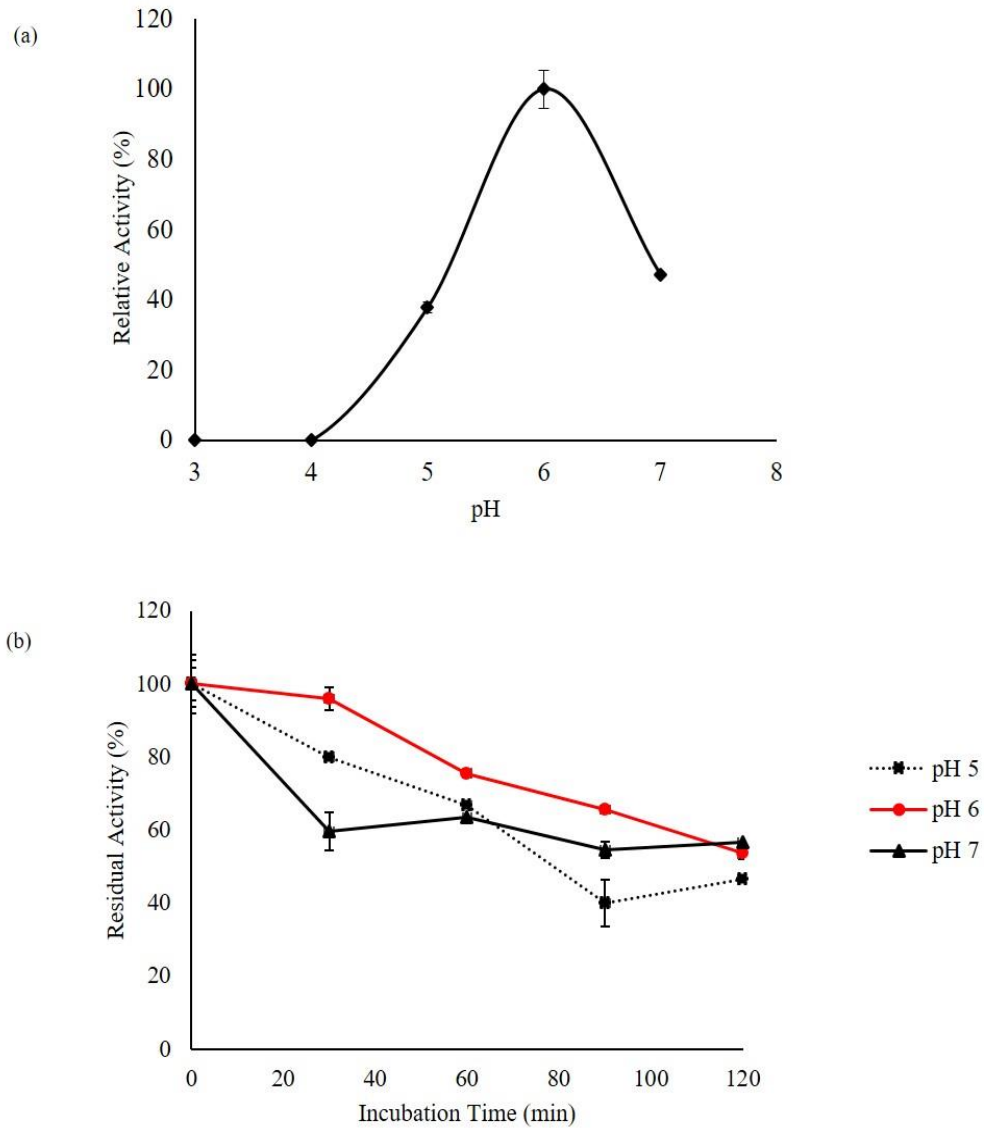 (a)
Relative Activity (%)
120
100
80
60
40
20
0
3 4 5 6 7 8
pH
(b)
Residual Activity (%)
120
100
80
60
40
20
0
0 20 40 60 80 100 120
Incubation Time (min)
pH 5
pH 6
pH 7